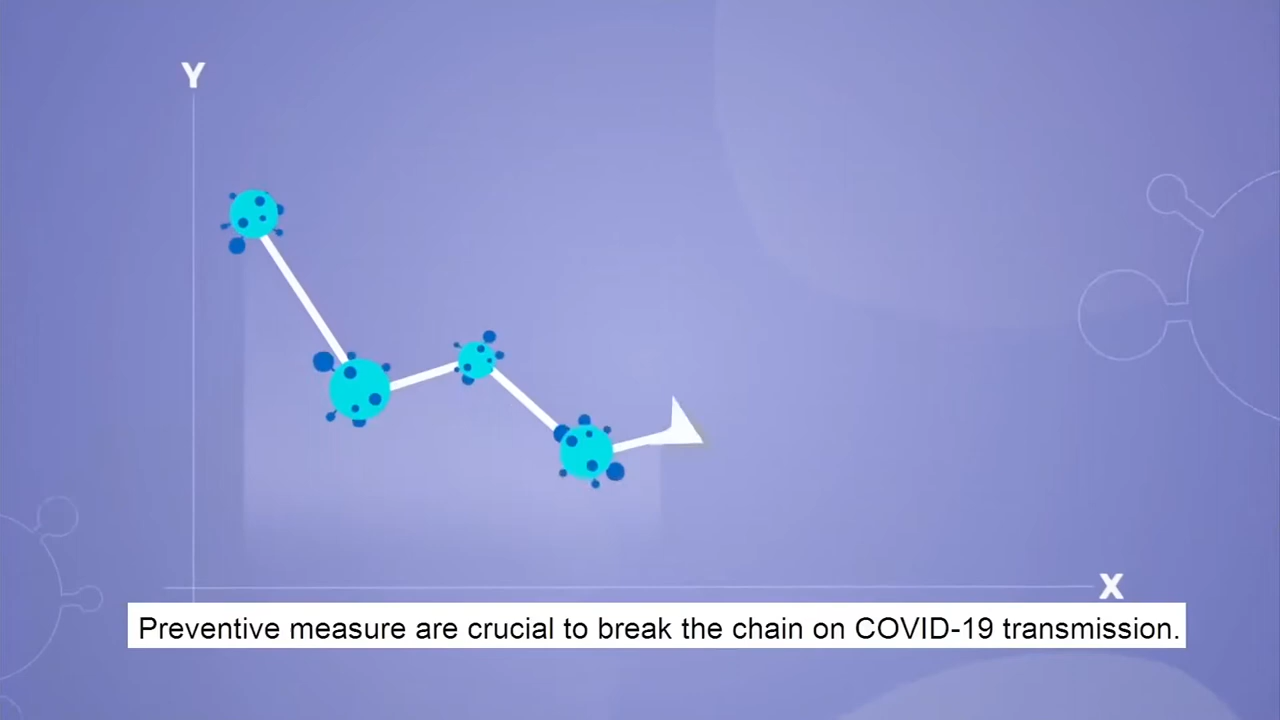 Y
X
Preventive measure are crucial to break the chain on COVID-19 transmission.